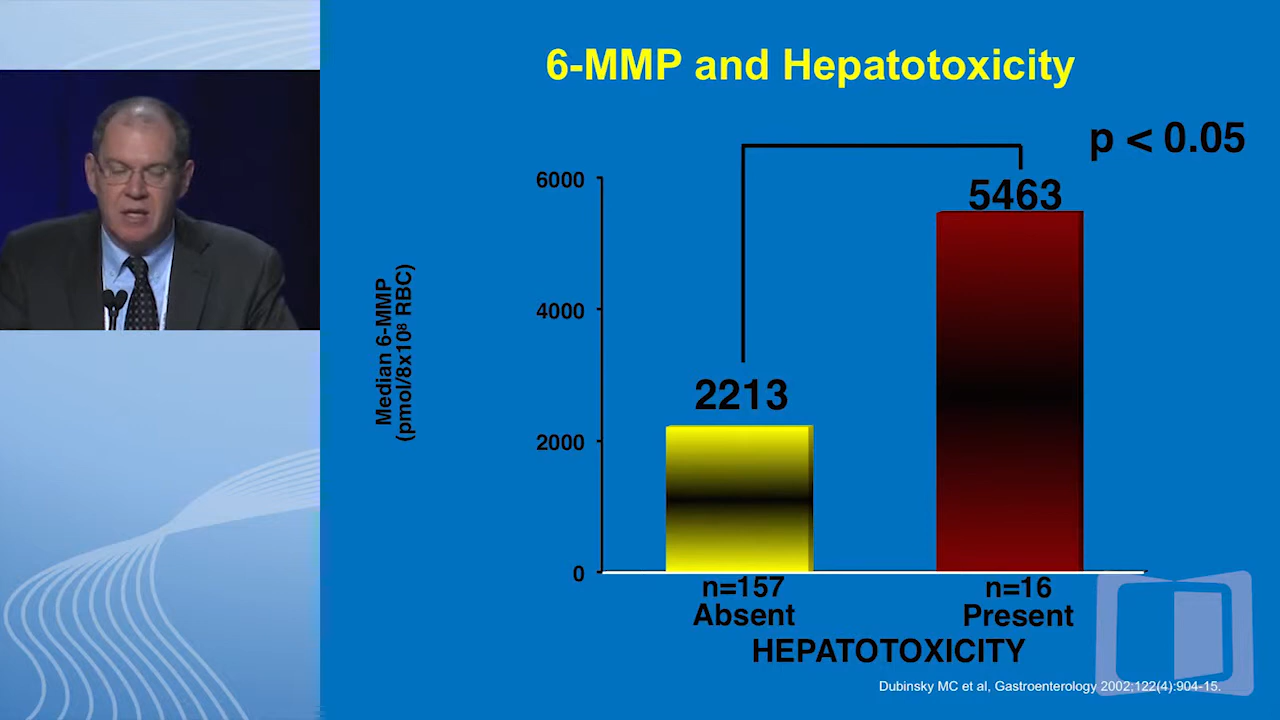 6-MMP and Hepatotoxicity
p < 0.05
6000
5463
4000
Median 6-MMP
(pmol/8x10⁸ RBC)
2213
2000
0
n=157
n=16
Absent
Present
HEPATOTOXICITY
Dubinsky MC et al, Gastroenterology 2002;122(4):904-15.